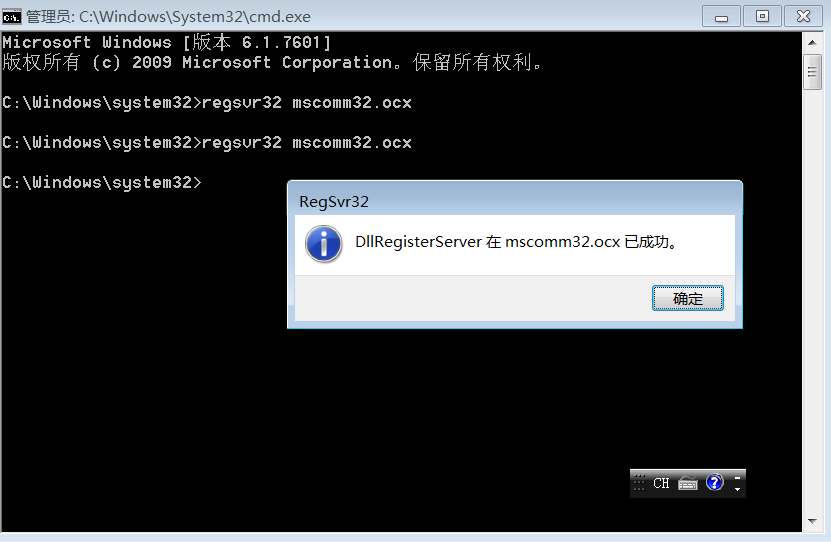 管理员: C:\Windows\System32\cmd.exe
Microsoft Windows [版本 6.1.7601]
版权所有 (c) 2009 Microsoft Corporation。保留所有权利。
C:\Windows\system32>regsvr32 mscomm32.ocx
C:\Windows\system32>regsvr32 mscomm32.ocx
C:\Windows\system32>
RegSvr32
DllRegisterServer 在 mscomm32.ocx 已成功。
确定
CH